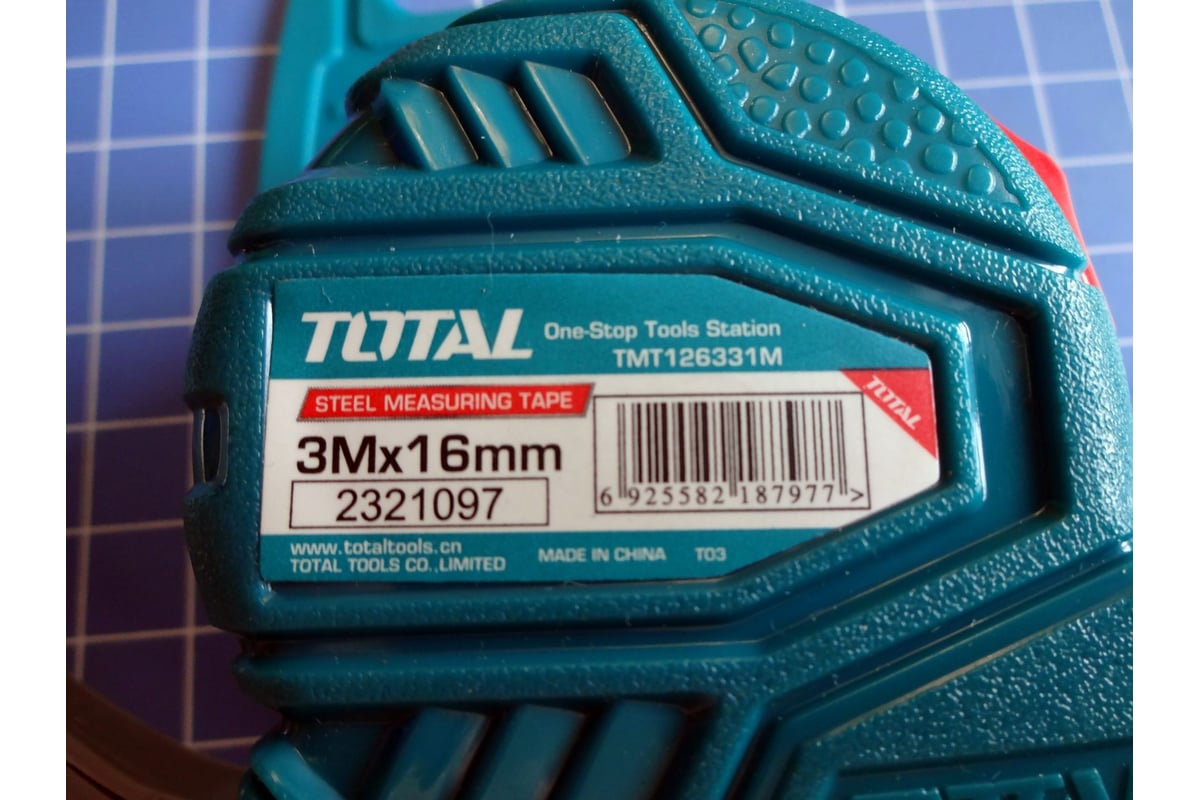 TOTAL One-Stop Tools Station
TMT126331M
STEEL MEASURING TAPE
TOTAL
3Mx16mm
2321097
6 925582 187977 >
www.totaltools.cn
TOTAL TOOLS CO.,LIMITED MADE IN CHINA T03